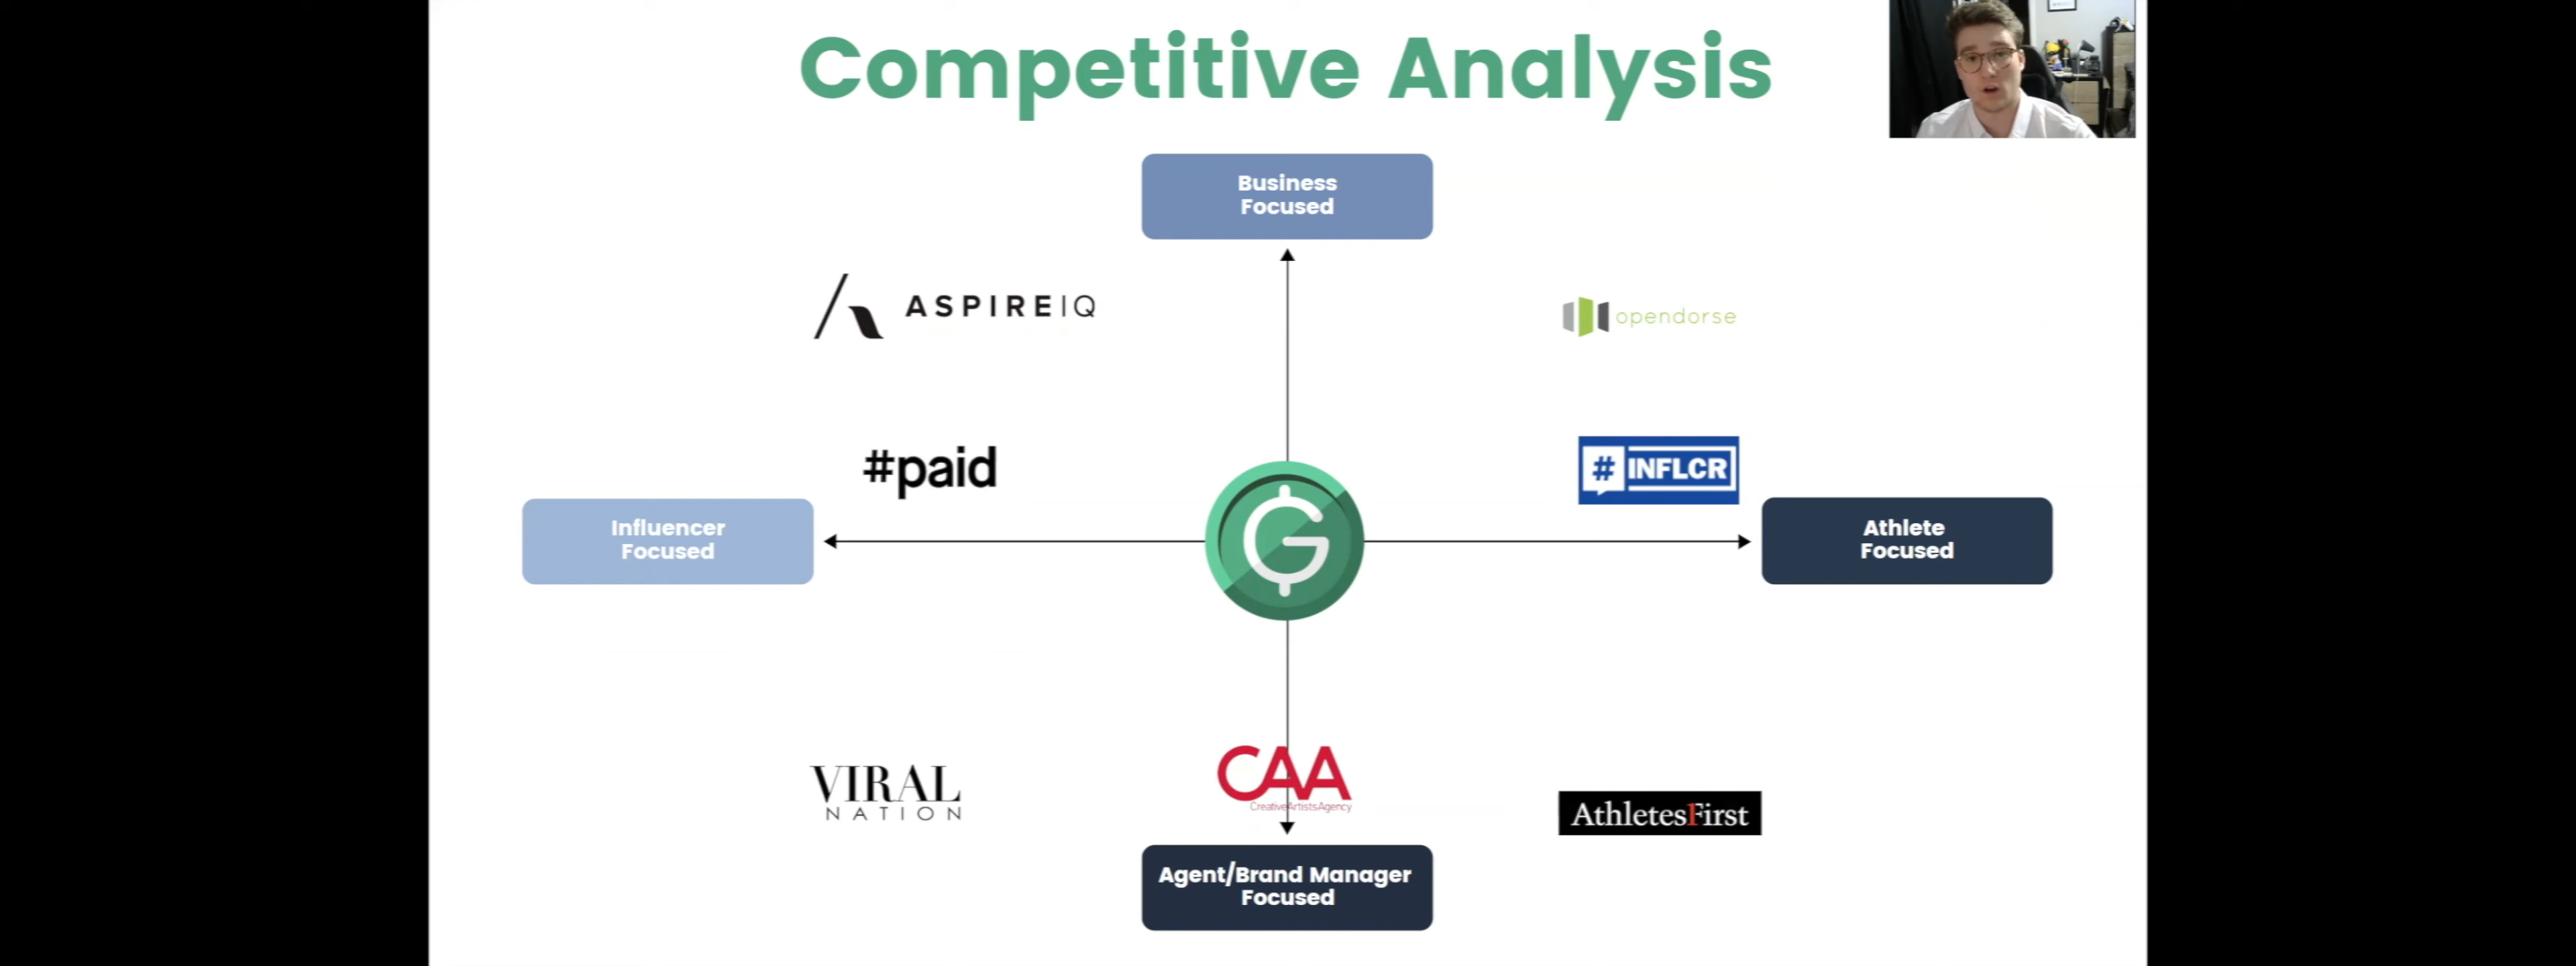 Competitive Analysis
Business
Focused
ASPIREIQ
opendorse
#paid
# INFLCR
Influencer
Focused
G
Athlete
Focused
VIRAL
NATION
CAA
CreativeArtistsAgency
AthletesFirst
Agent/Brand Manager
Focused